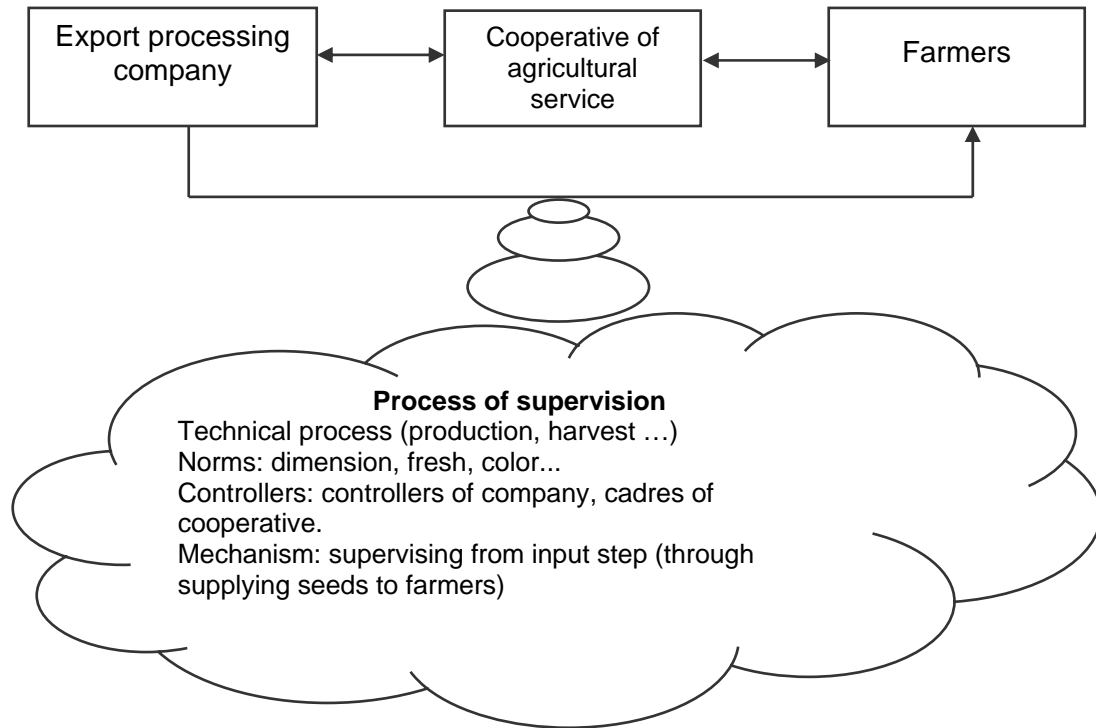 Export processing
company
Cooperative of
agricultural
service
Farmers
Process of supervision
Technical process (production, harvest …)
Norms: dimension, fresh, color...
Controllers: controllers of company, cadres of
cooperative.
Mechanism: supervising from input step (through
supplying seeds to farmers)